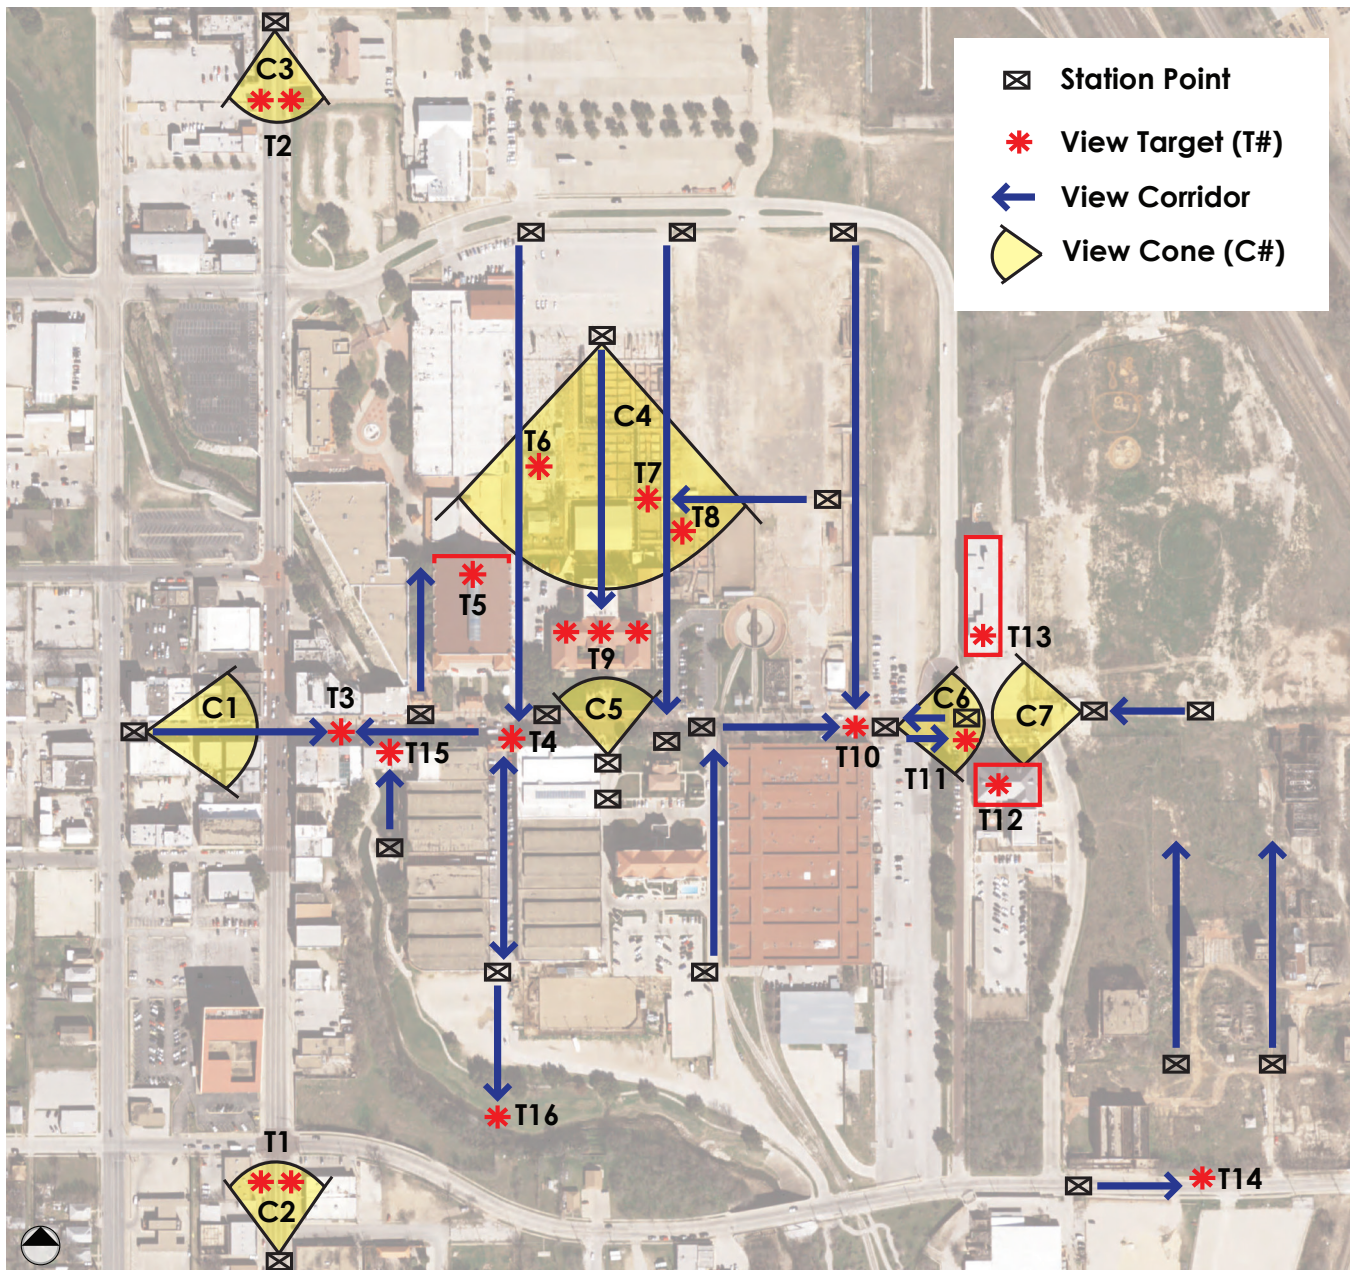 Station Point
View Target (T#)
View Corridor
View Cone (C#)
C3
T2
C4
T6
T7
T8
T5
T9
T13
C1
T3
C5
C6
C7
T15
T4
T10
T11
T12
T16
T1
T14
C2